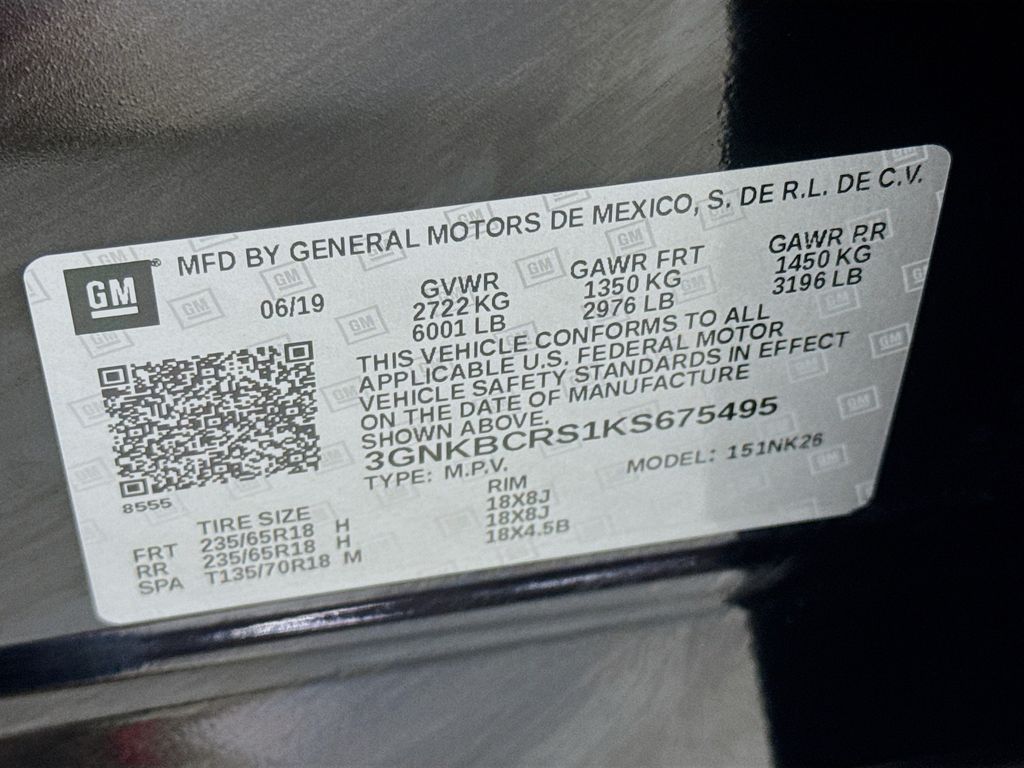 MFD BY GENERAL MOTORS DE MEXICO, S. DE R.L. DE C.V.
GM®
06/19
GVWR
2722 KG
6001 LB
GAWR FRT
1350 KG
2976 LB
GAWR RR
1450 KG
3196 LB
THIS VEHICLE CONFORMS TO ALL
APPLICABLE U.S. FEDERAL MOTOR
VEHICLE SAFETY STANDARDS IN EFFECT
ON THE DATE OF MANUFACTURE
SHOWN ABOVE.
3GNKBCRS1KS675495
TYPE: M.P.V.
MODEL: 151NK26
8555
TIRE SIZE RIM
FRT 235/65R18 H 18X8J
RR 235/65R18 H 18X8J
SPA T135/70R18 M 18X4.5B